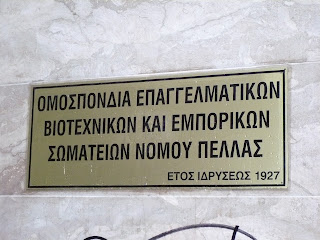 ΟΜΟΣΠΟΝΔΙΑ ΕΠΑΓΓΕΛΜΑΤΙΚΩΝ
ΒΙΟΤΕΧΝΙΚΩΝ ΚΑΙ ΕΜΠΟΡΙΚΩΝ
ΣΩΜΑΤΕΙΩΝ ΝΟΜΟΥ ΠΕΛΛΑΣ
ΕΤΟΣ ΙΔΡΥΣΕΩΣ 1927